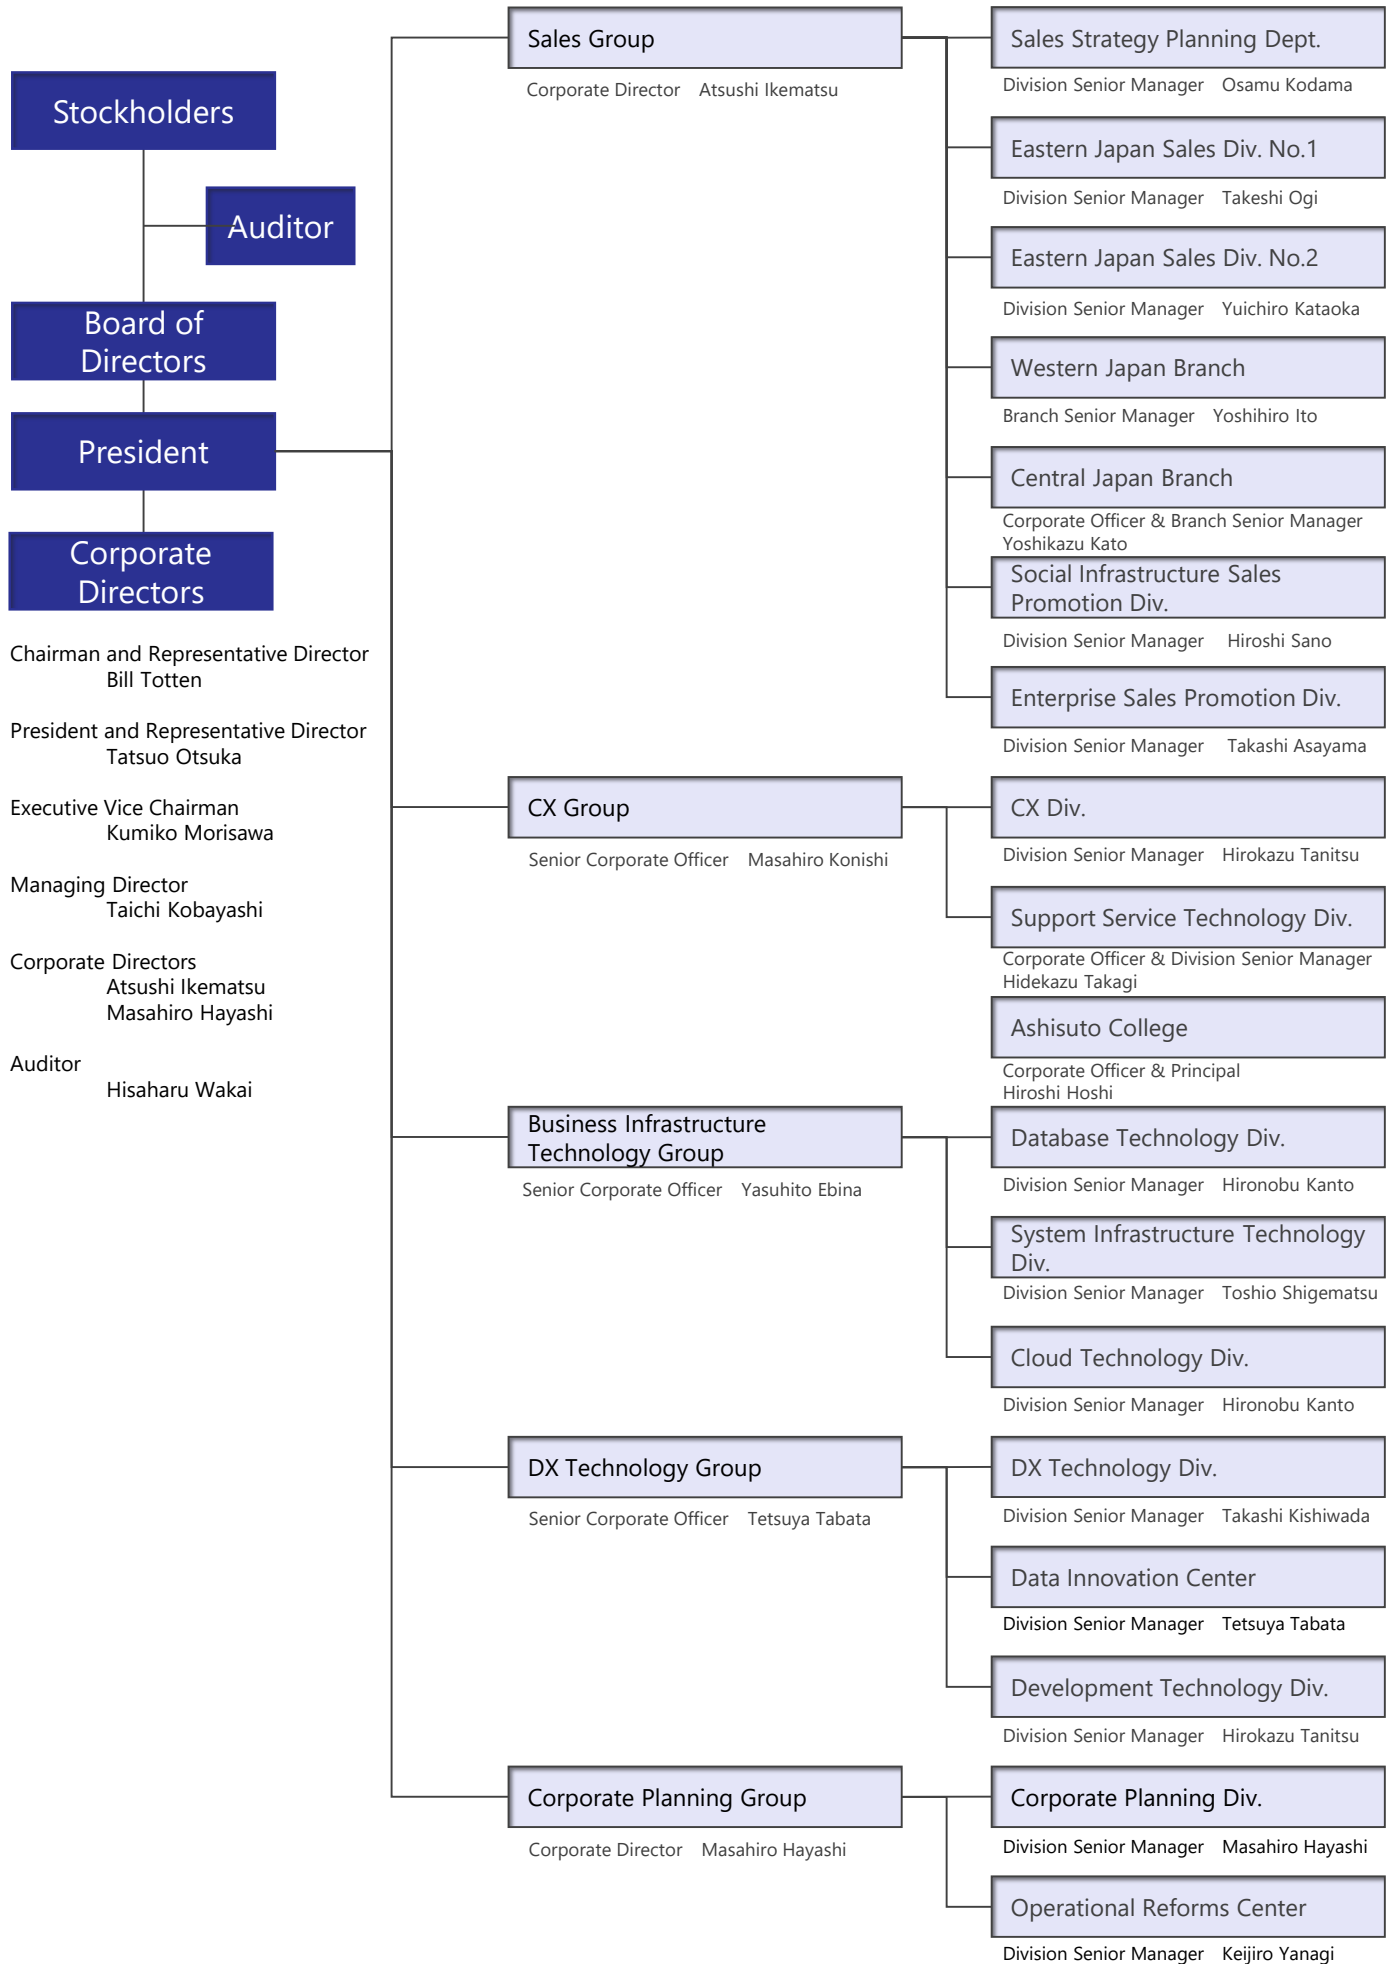 Stockholders
Auditor
Board of
Directors
President
Corporate
Directors
Chairman and Representative Director
Bill Totten
President and Representative Director
Tatsuo Otsuka
Executive Vice Chairman
Kumiko Morisawa
Managing Director
Taichi Kobayashi
Corporate Directors
Atsushi Ikematsu
Masahiro Hayashi
Auditor
Hisaharu Wakai
Sales Group
Corporate Director Atsushi Ikematsu
Sales Strategy Planning Dept.
Division Senior Manager Osamu Kodama
Eastern Japan Sales Div. No.1
Division Senior Manager Takeshi Ogi
Eastern Japan Sales Div. No.2
Division Senior Manager Yuichiro Kataoka
Western Japan Branch
Branch Senior Manager Yoshihiro Ito
Central Japan Branch
Corporate Officer & Branch Senior Manager
Yoshikazu Kato
Social Infrastructure Sales
Promotion Div.
Division Senior Manager Hiroshi Sano
Enterprise Sales Promotion Div.
Division Senior Manager Takashi Asayama
CX Group
Senior Corporate Officer Masahiro Konishi
CX Div.
Division Senior Manager Hirokazu Tanitsu
Support Service Technology Div.
Corporate Officer & Division Senior Manager
Hidekazu Takagi
Ashisuto College
Corporate Officer & Principal
Hiroshi Hoshi
Business Infrastructure
Technology Group
Senior Corporate Officer Yasuhito Ebina
Database Technology Div.
Division Senior Manager Hironobu Kanto
System Infrastructure Technology
Div.
Division Senior Manager Toshio Shigematsu
Cloud Technology Div.
Division Senior Manager Hironobu Kanto
DX Technology Group
Senior Corporate Officer Tetsuya Tabata
DX Technology Div.
Division Senior Manager Takashi Kishiwada
Data Innovation Center
Division Senior Manager Tetsuya Tabata
Development Technology Div.
Division Senior Manager Hirokazu Tanitsu
Corporate Planning Group
Corporate Director Masahiro Hayashi
Corporate Planning Div.
Division Senior Manager Masahiro Hayashi
Operational Reforms Center
Division Senior Manager Keijiro Yanagi